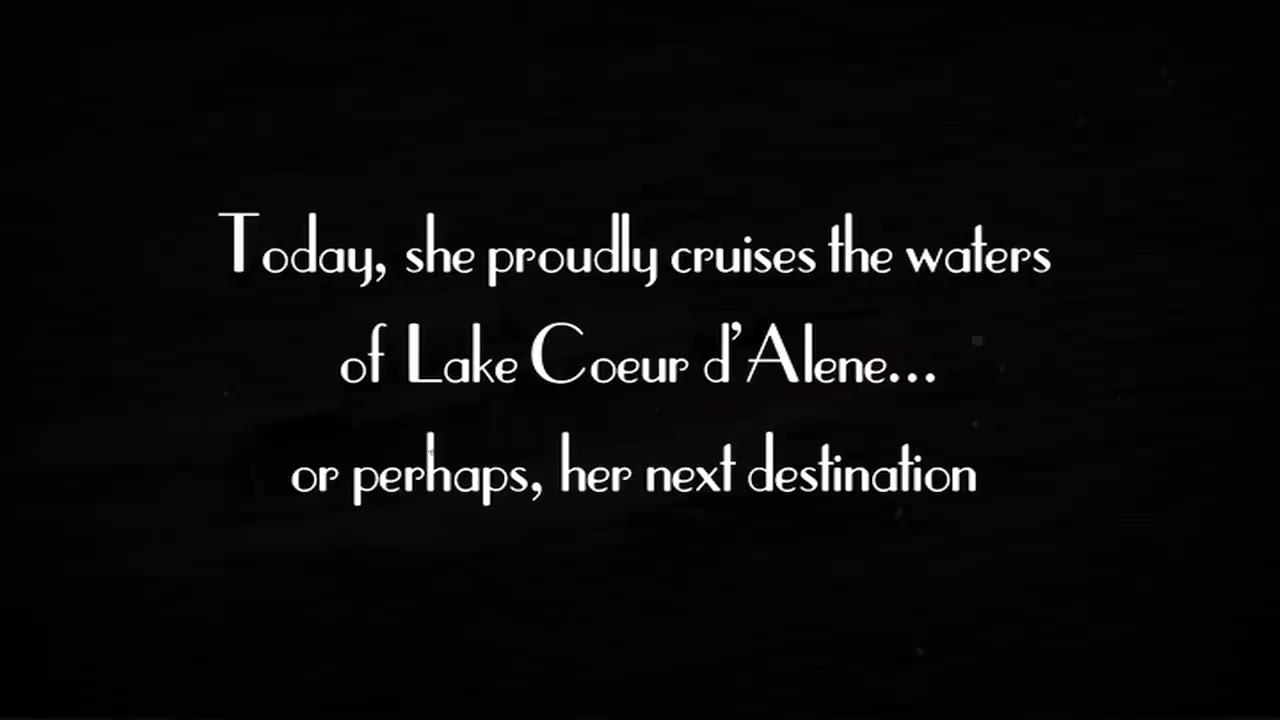 Today, she proudly cruises the waters
of Lake Coeur d'Alene...
or perhaps, her next destination